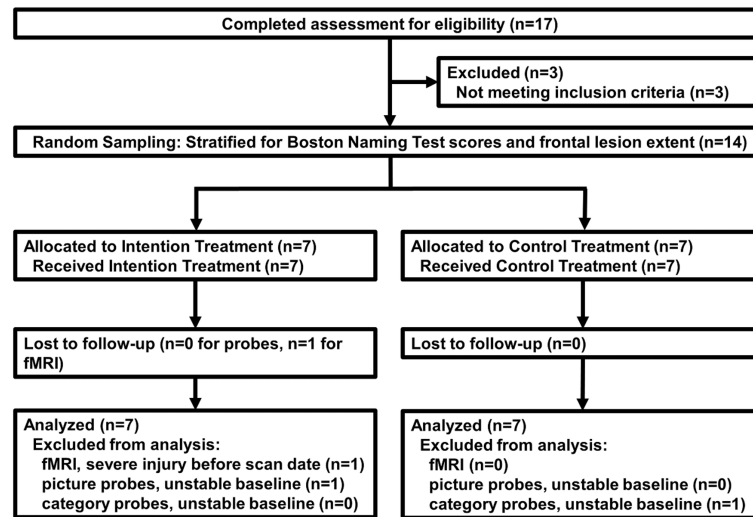 Completed assessment for eligibility (n=17)
Excluded (n=3)
Not meeting inclusion criteria (n=3)
Random Sampling: Stratified for Boston Naming Test scores and frontal lesion extent (n=14)
Allocated to Intention Treatment (n=7)
Received Intention Treatment (n=7)
Allocated to Control Treatment (n=7)
Received Control Treatment (n=7)
Lost to follow-up (n=0 for probes, n=1 for
fMRI)
Lost to follow-up (n=0)
Analyzed (n=7)
Excluded from analysis:
fMRI, severe injury before scan date (n=1)
picture probes, unstable baseline (n=1)
category probes, unstable baseline (n=0)
Analyzed (n=7)
Excluded from analysis:
fMRI (n=0)
picture probes, unstable baseline (n=0)
category probes, unstable baseline (n=1)